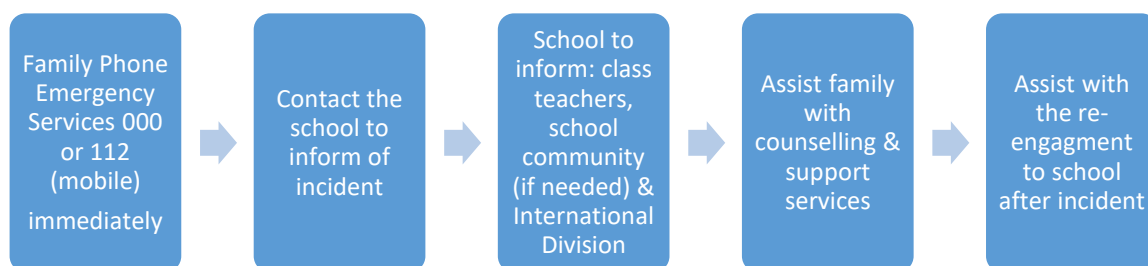 Family Phone
Emergency
Services 000
or 112
(mobile)
immediately
Contact the
school to
inform of
incident
School to
inform: class
teachers,
school
community
(if needed) &
International
Division
Assist family
with
counselling &
support
services
Assist with
the re-
engagment
to school
after incident